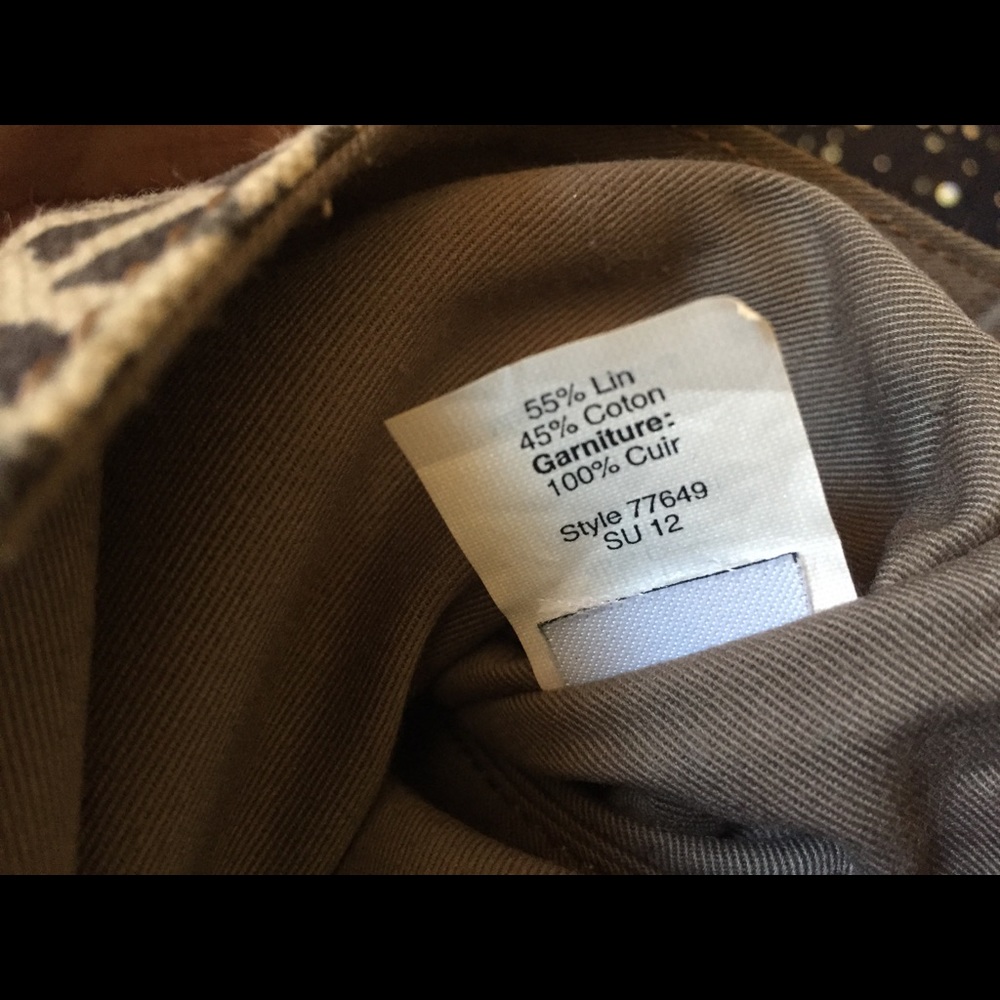 55% Lin
45% Coton
Garniture:
100% Cuir
Style 77649
SU 12